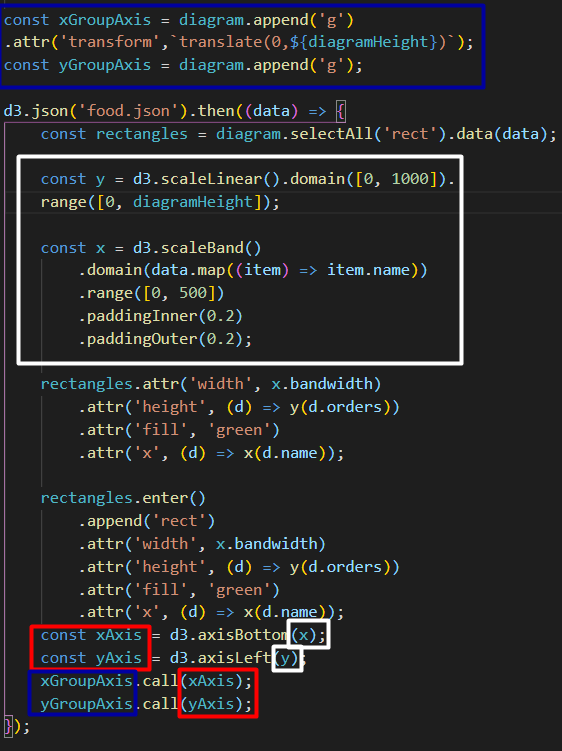 const xGroupAxis = diagram.append('g')
.attr('transform',`translate(0,${diagramHeight})`);
const yGroupAxis = diagram.append('g');
d3.json('food.json').then((data) => {
const rectangles = diagram.selectAll('rect').data(data);
const y = d3.scaleLinear().domain([0, 1000]).
range([0, diagramHeight]);
const x = d3.scaleBand()
.domain(data.map((item) => item.name))
.range([0, 500])
.paddingInner(0.2)
.paddingOuter(0.2);
rectangles.attr('width', x.bandwidth)
.attr('height', (d) => y(d.orders))
.attr('fill', 'green')
.attr('x', (d) => x(d.name));
rectangles.enter()
.append('rect')
.attr('width', x.bandwidth)
.attr('height', (d) => y(d.orders))
.attr('fill', 'green')
.attr('x', (d) => x(d.name));
const xAxis = d3.axisBottom(x);
const yAxis = d3.axisLeft(y);
xGroupAxis.call(xAxis);
yGroupAxis.call(yAxis);
});